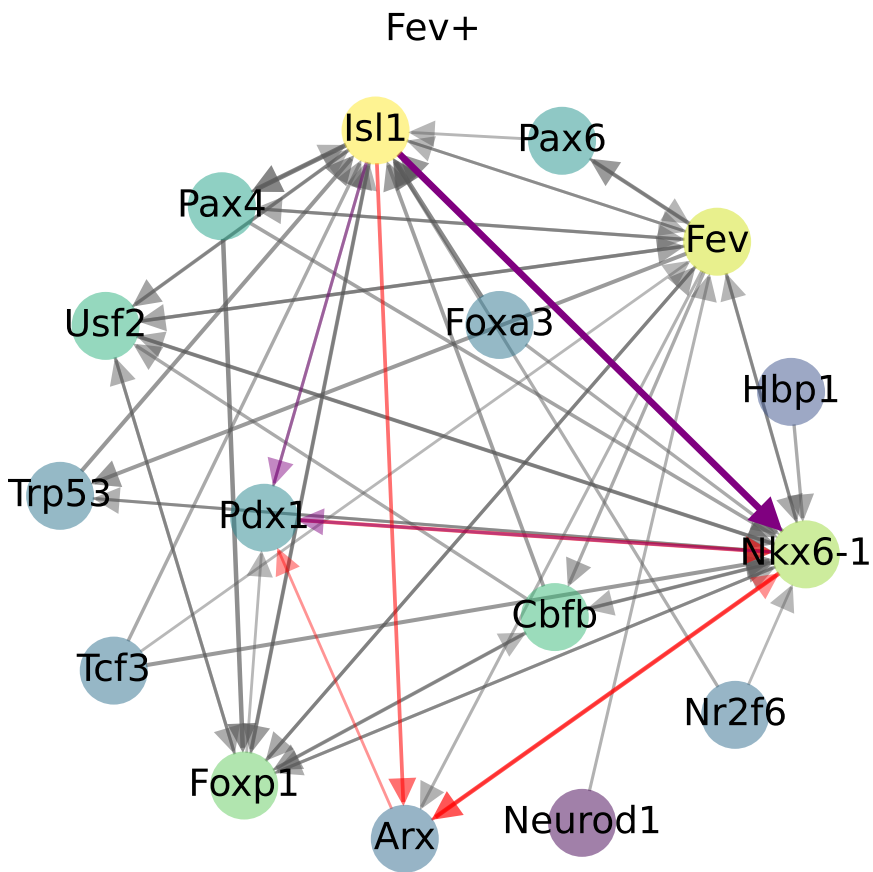 Fev+
Isl1
Pax6
Pax4
Fev
Usf2
Foxa3
Hbp1
Trp53
Pdx1
Nkx6-1
Cbfb
Tcf3
Nr2f6
Foxp1
Arx
Neurod1